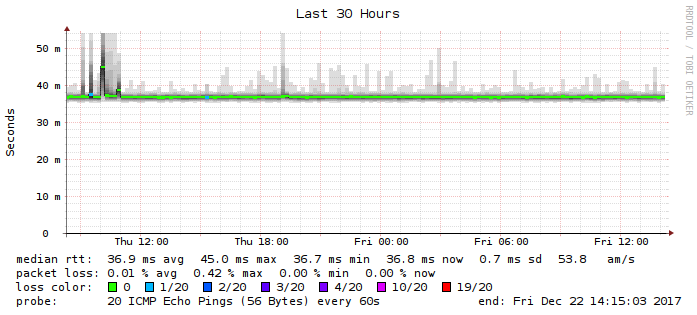 Last 30 Hours
RRDTOOL / TOBI OETIKER
Seconds
50 m
40 m
30 m
20 m
10 m
0
Thu 12:00 Thu 18:00 Fri 00:00 Fri 06:00 Fri 12:00
median rtt: 36.9 ms avg 45.0 ms max 36.7 ms min 36.8 ms now 0.7 ms sd 53.8 am/s
packet loss: 0.01 % avg 0.42 % max 0.00 % min 0.00 % now
loss color: 0 1/20 2/20 3/20 4/20 10/20 19/20
probe: 20 ICMP Echo Pings (56 Bytes) every 60s end: Fri Dec 22 14:15:03 2017